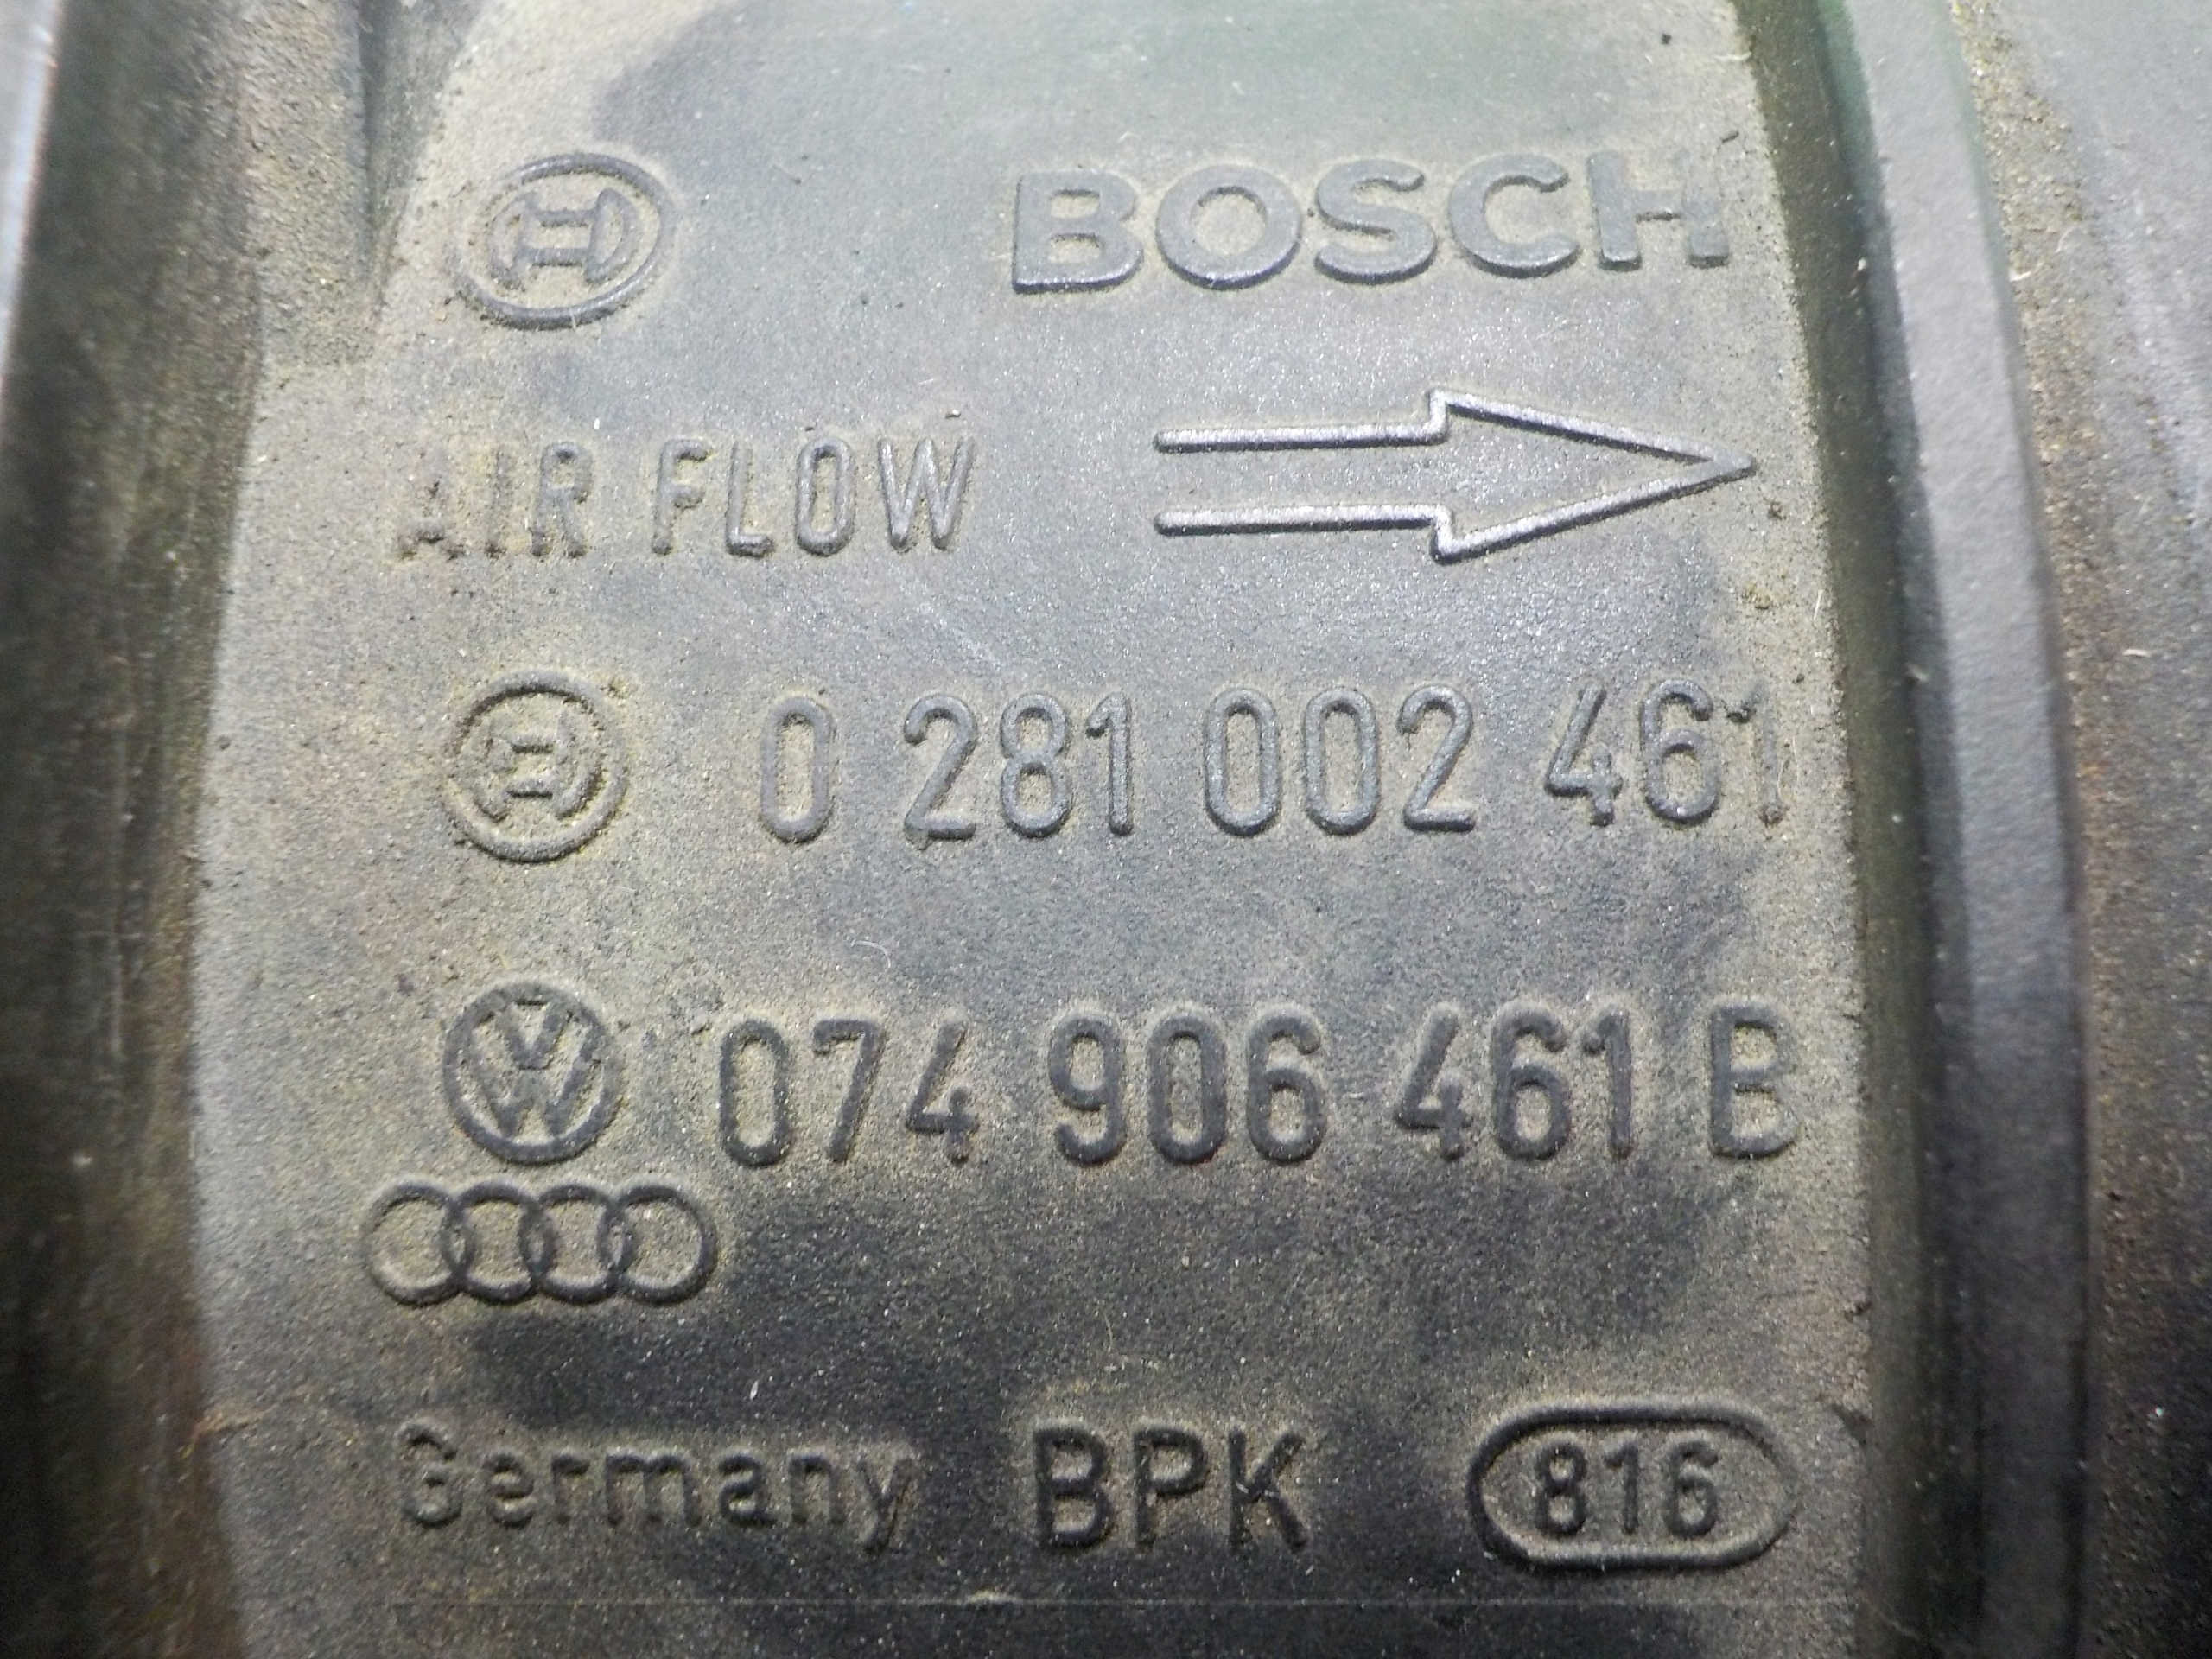 BOSCH
AIR FLOW
0 281 002 461
074 906 461 B
Germany BPK 816